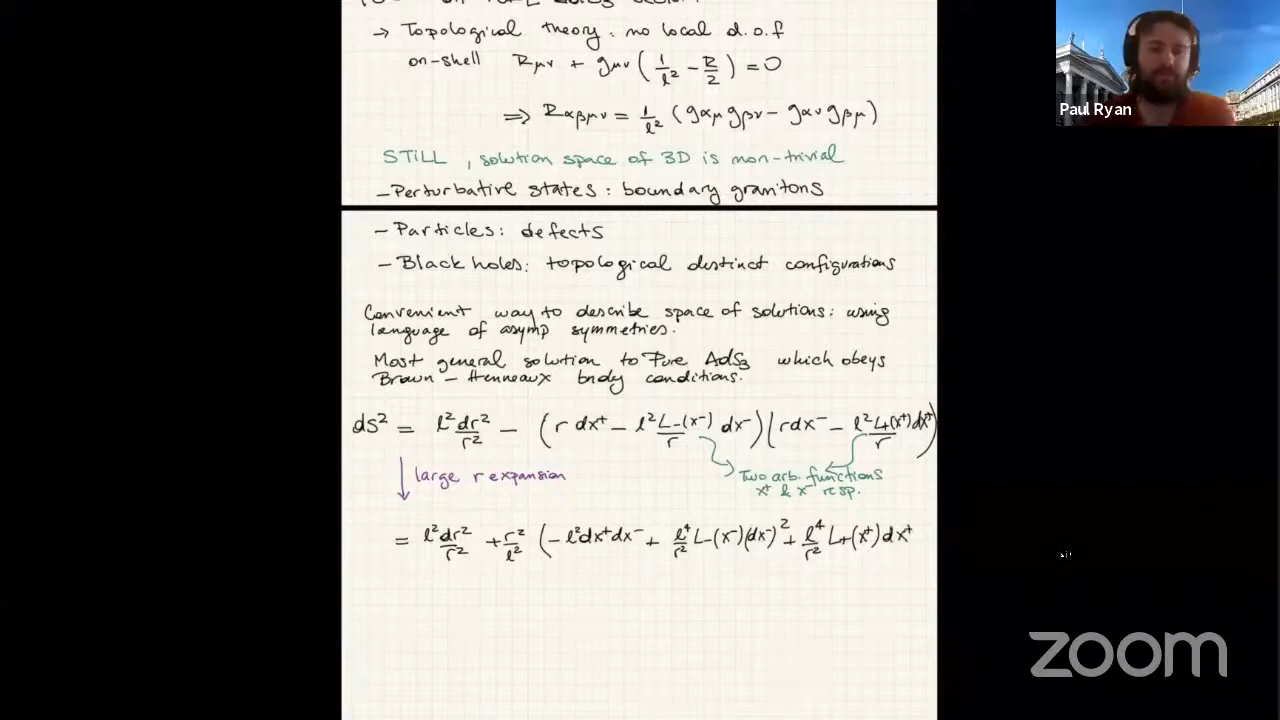 → Topological theory: no local d.o.f
on-shell Rμν + gμν (1/l² − R/2) = 0
⟹ Rαβμν = 1/l² (gαμ gβν − gαν gβμ)
STILL, solution space of 3D is non-trivial
- Perturbative states: boundary gravitons
- Particles: defects
- Black holes: topological distinct configurations
Convenient way to describe space of solutions: using
language of asymp symmetries.
Most general solution to Pure AdS₃ which obeys
Brown - Henneaux bndy conditions.
ds² = l²dr²/r² − (r dx⁺ − l²L₋(x⁻)/r dx⁻)(rdx⁻ − l²L₊(x⁺)/r dx⁺)
large r expansion
Two arb. functions
x⁺ & x⁻ resp.
= l²dr²/r² + r²/l² (−l²dx⁺dx⁻ + l⁴/r² L₋(x⁻)(dx⁻)² + l⁴/r² L₊(x⁺)dx⁺
Paul Ryan
zoom